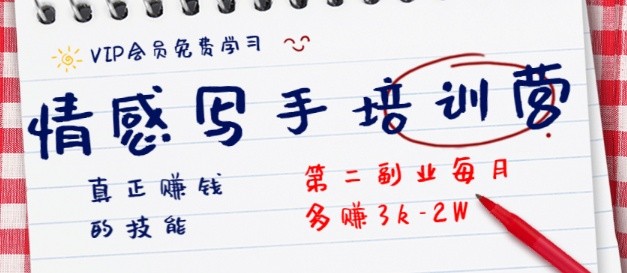 VIP会员免费学习
情感写手培训营
真正赚钱
的技能
第二副业每月
多赚3k-2W